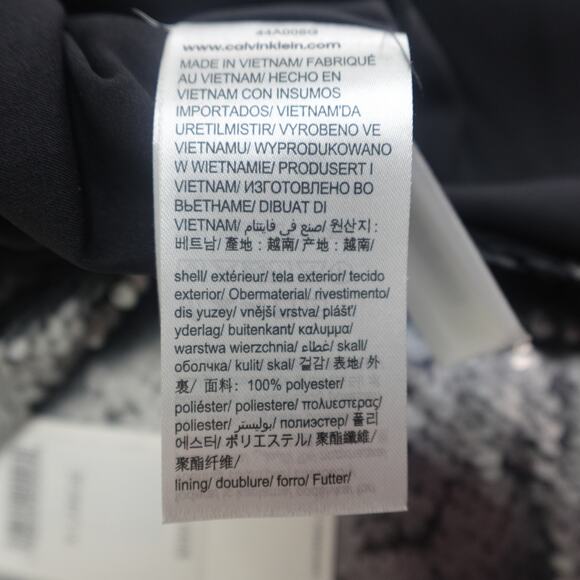 44A008G
www.calvinklein.com
MADE IN VIETNAM/ FABRIQUÉ
AU VIETNAM/ HECHO EN
VIETNAM CON INSUMOS
IMPORTADOS/ VIETNAM'DA
URETILMISTIR/ VYROBENO VE
VIETNAMU/ WYPRODUKOWANO
W WIETNAMIE/ PRODUSERT I
VIETNAM/ ИЗГОТОВЛЕНО ВО
ВЬЕТНАМЕ/ DIBUAT DI
VIETNAM/ صنع في فايتنام/ 원산지:
베트남/ 產地：越南/ 产地：越南/
shell/ extérieur/ tela exterior/ tecido
exterior/ Obermaterial/ rivestimento/
dis yuzey/ vnější vrstva/ plášť/
yderlag/ buitenkant/ καλυμμα/
warstwa wierzchnia/ غطاء/ skall/
оболчка/ kulit/ skal/ 겉감/ 表地/ 外
裏/ 面料：100% polyester/
poliéster/ poliestere/ πολυεστερας/
poliester/ بوليستر/ полиэстер/ 폴리
에스터/ ポリエステル/ 聚酯纖維/
聚酯纤维/
lining/ doublure/ forro/ Futter/